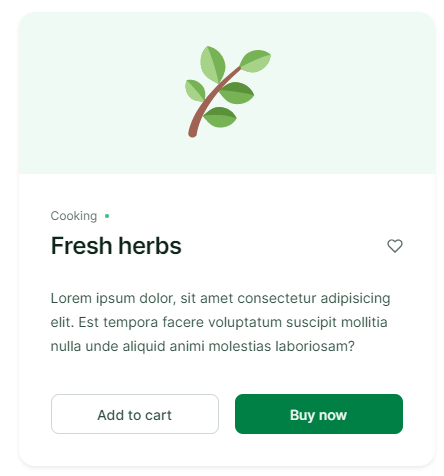 Cooking
Fresh herbs
Lorem ipsum dolor, sit amet consectetur adipisicing
elit. Est tempora facere voluptatum suscipit mollitia
nulla unde aliquid animi molestias laboriosam?
Add to cart
Buy now